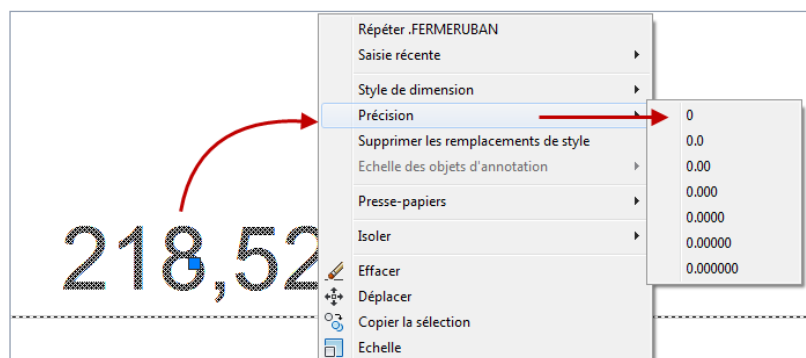 Répéter .FERMERUBAN
Saisie récente
Style de dimension
Précision
Supprimer les remplacements de style
Echelle des objets d'annotation
Presse-papiers
Isoler
Effacer
Déplacer
Copier la sélection
Echelle
0
0.0
0.00
0.000
0.0000
0.00000
0.000000
218,52